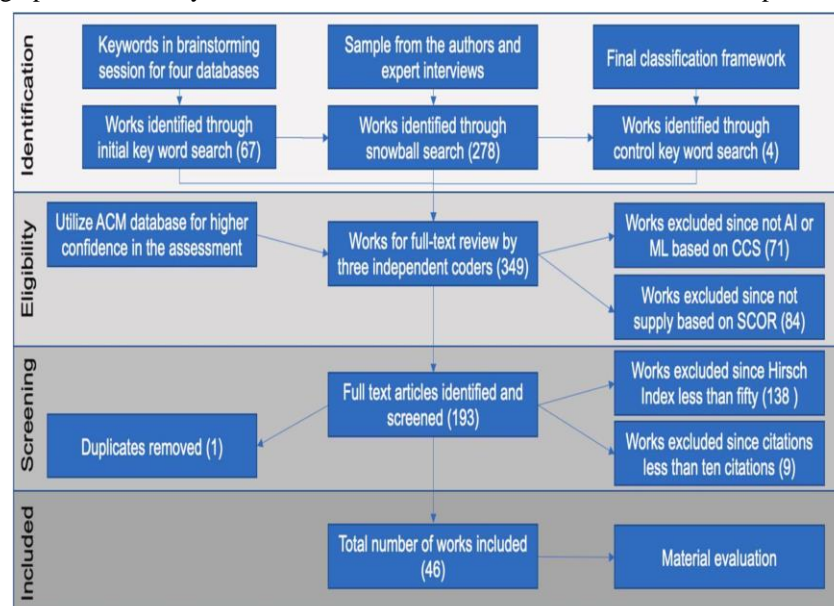 Identification
Keywords in brainstorming
session for four databases
Sample from the authors and
expert interviews
Final classification framework
Works identified through
initial key word search (67)
Works identified through
snowball search (278)
Works identified through
control key word search (4)
Eligibility
Utilize ACM database for higher
confidence in the assessment
Works for full-text review by
three independent coders (349)
Works excluded since not AI or
ML based on CCS (71)
Works excluded since not
supply based on SCOR (84)
Screening
Full text articles identified and
screened (193)
Works excluded since Hirsch
Index less than fifty (138 )
Duplicates removed (1)
Works excluded since citations
less than ten citations (9)
Included
Total number of works included
(46)
Material evaluation